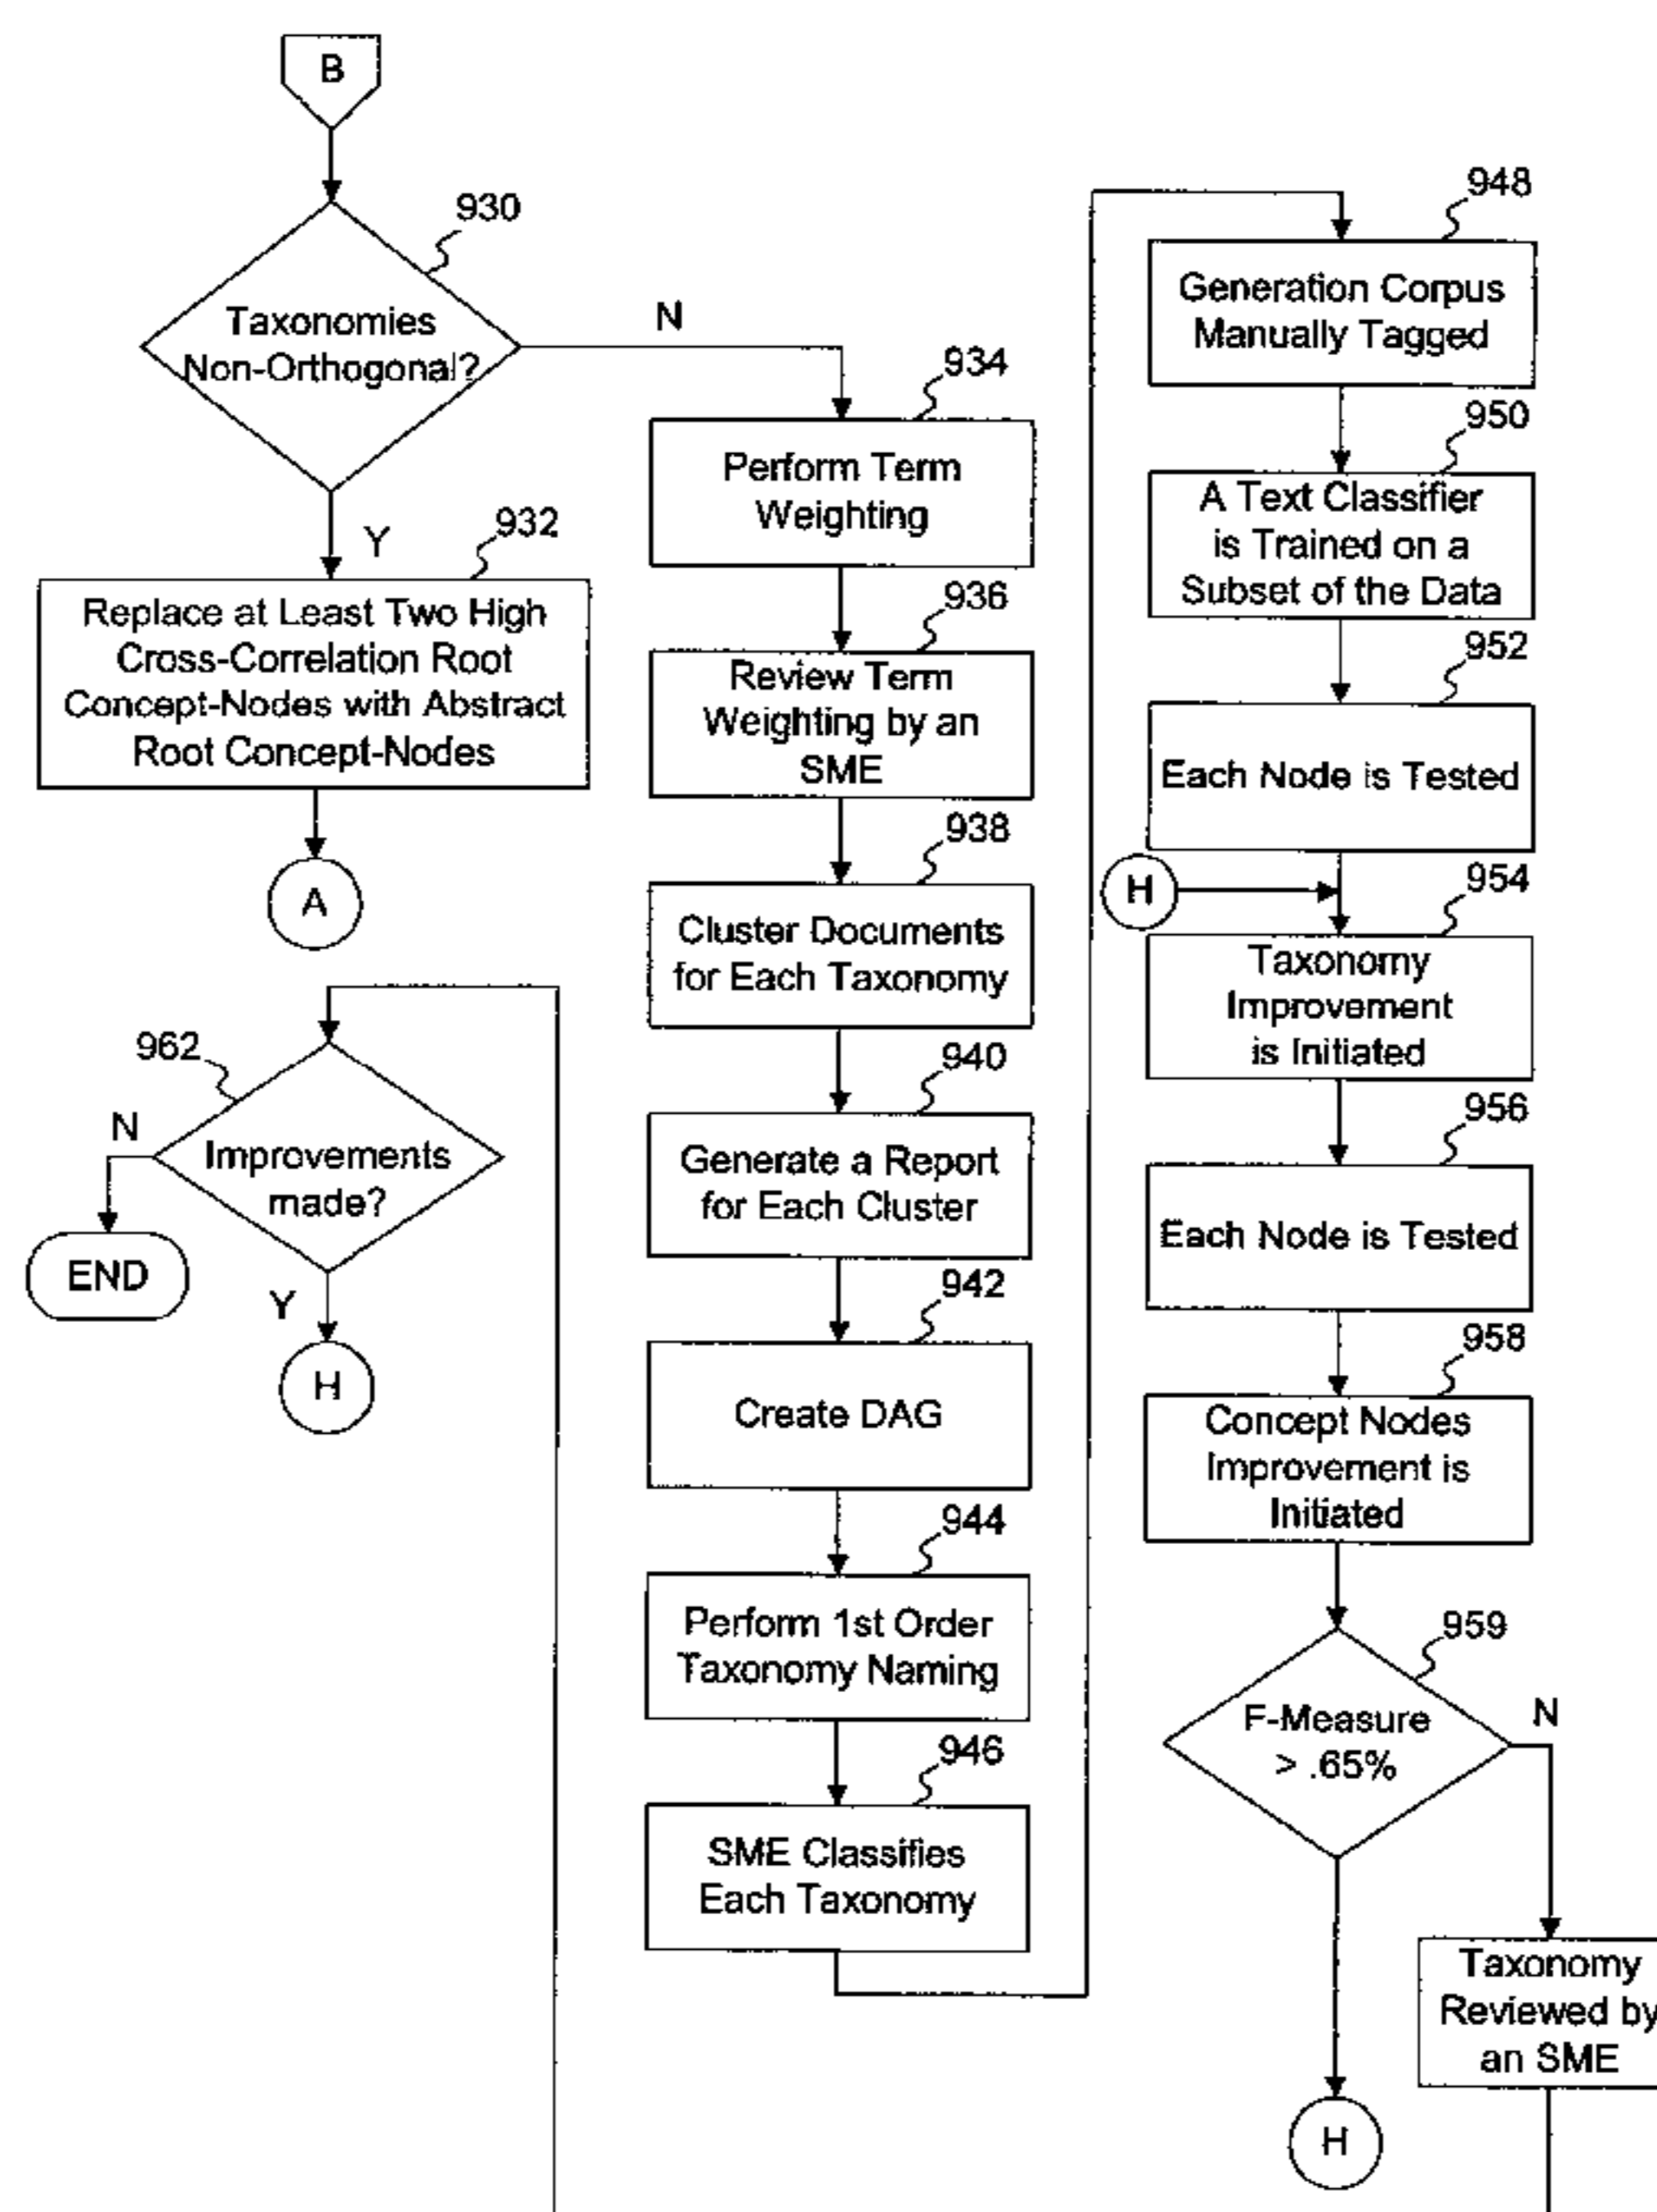 B
930
Taxonomies
Non-Orthogonal?
N
Y
932
Replace at Least Two High
Cross-Correlation Root
Concept-Nodes with Abstract
Root Concept-Nodes
A
962
Improvements
made?
N
END
Y
H
934
Perform Term
Weighting
936
Review Term
Weighting by an
SME
938
Cluster Documents
for Each Taxonomy
940
Generate a Report
for Each Cluster
942
Create DAG
944
Perform 1st Order
Taxonomy Naming
946
SME Classifies
Each Taxonomy
948
Generation Corpus
Manually Tagged
950
A Text Classifier
is Trained on a
Subset of the Data
952
Each Node is Tested
H
954
Taxonomy
Improvement
is Initiated
956
Each Node is Tested
958
Concept Nodes
Improvement is
Initiated
959
F-Measure
> .65%
N
Taxonomy
Reviewed by
an SME
H